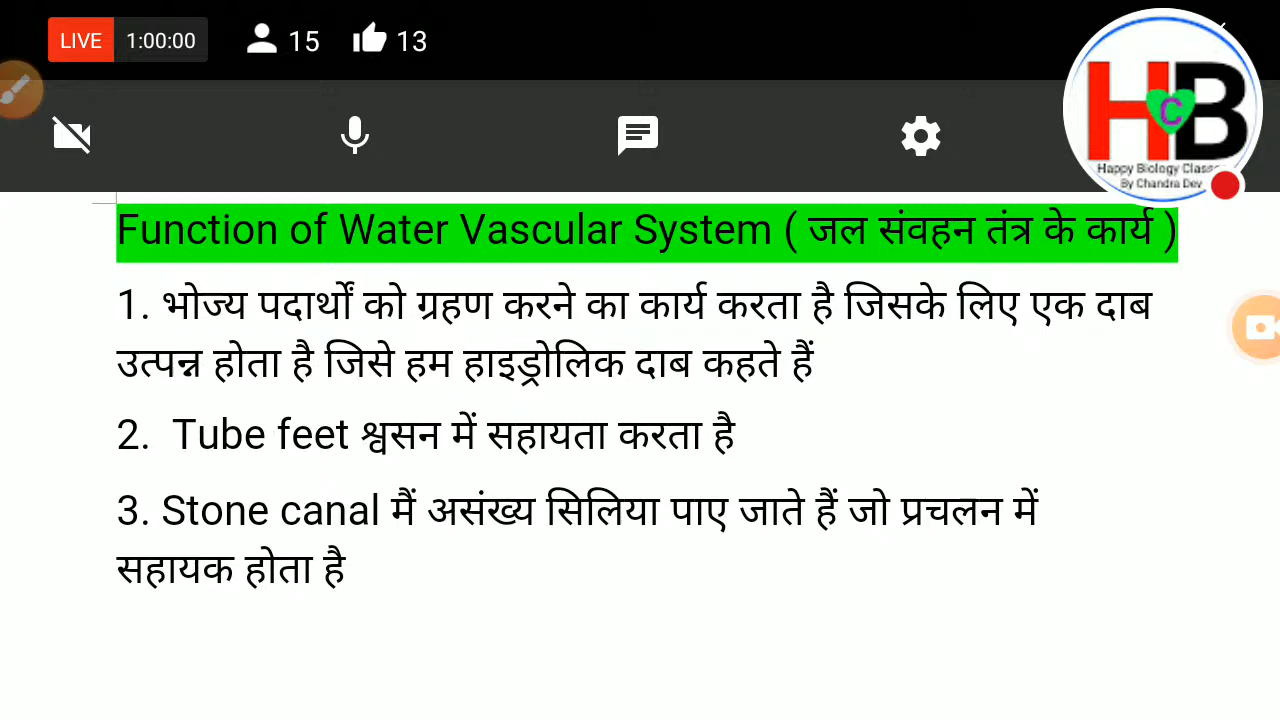 LIVE 1:00:00 15 13
HB
C
Happy Biology Classe
By Chandra Dev
Function of Water Vascular System ( जल संवहन तंत्र के कार्य )
1. भोज्य पदार्थों को ग्रहण करने का कार्य करता है जिसके लिए एक दाब
उत्पन्न होता है जिसे हम हाइड्रोलिक दाब कहते हैं
2. Tube feet श्वसन में सहायता करता है
3. Stone canal मैं असंख्य सिलिया पाए जाते हैं जो प्रचलन में
सहायक होता है